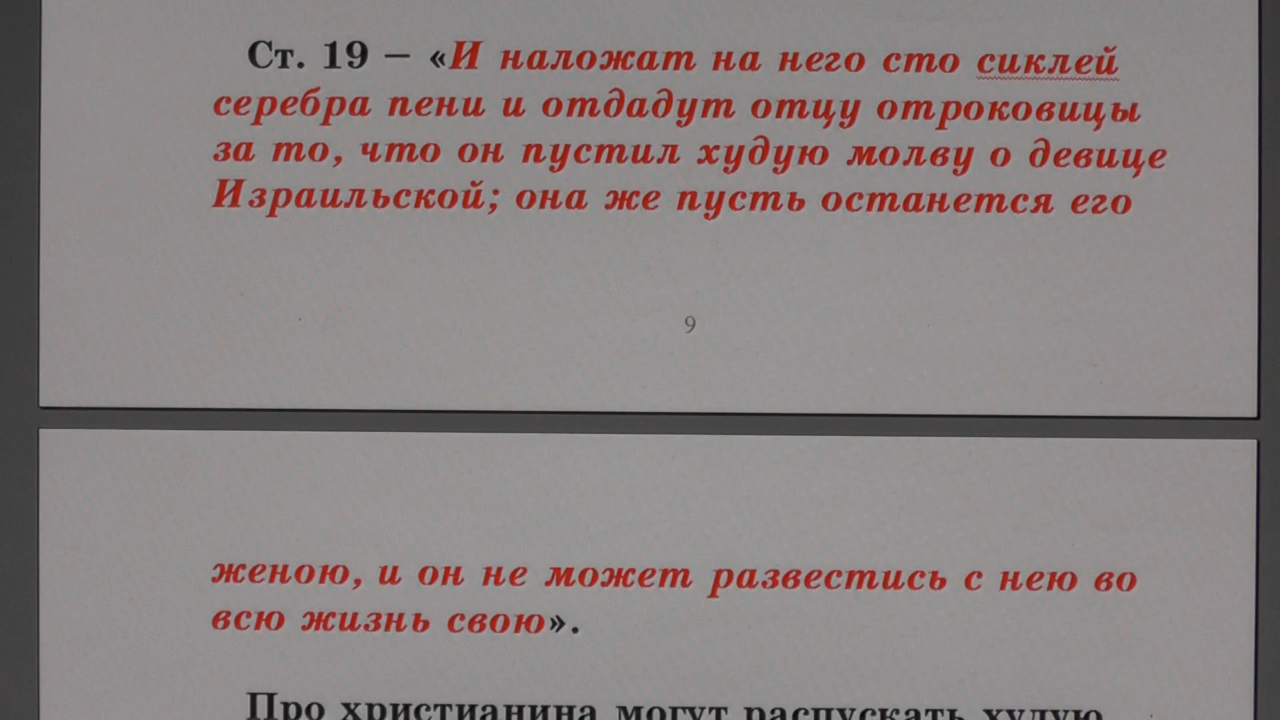 Ст. 19 – «И наложат на него сто сиклей
серебра пени и отдадут отцу отроковицы
за то, что он пустил худую молву о девице
Израильской; она же пусть останется его
9
женою, и он не может развестись с нею во
всю жизнь свою».
Про христианина могут распускать худую